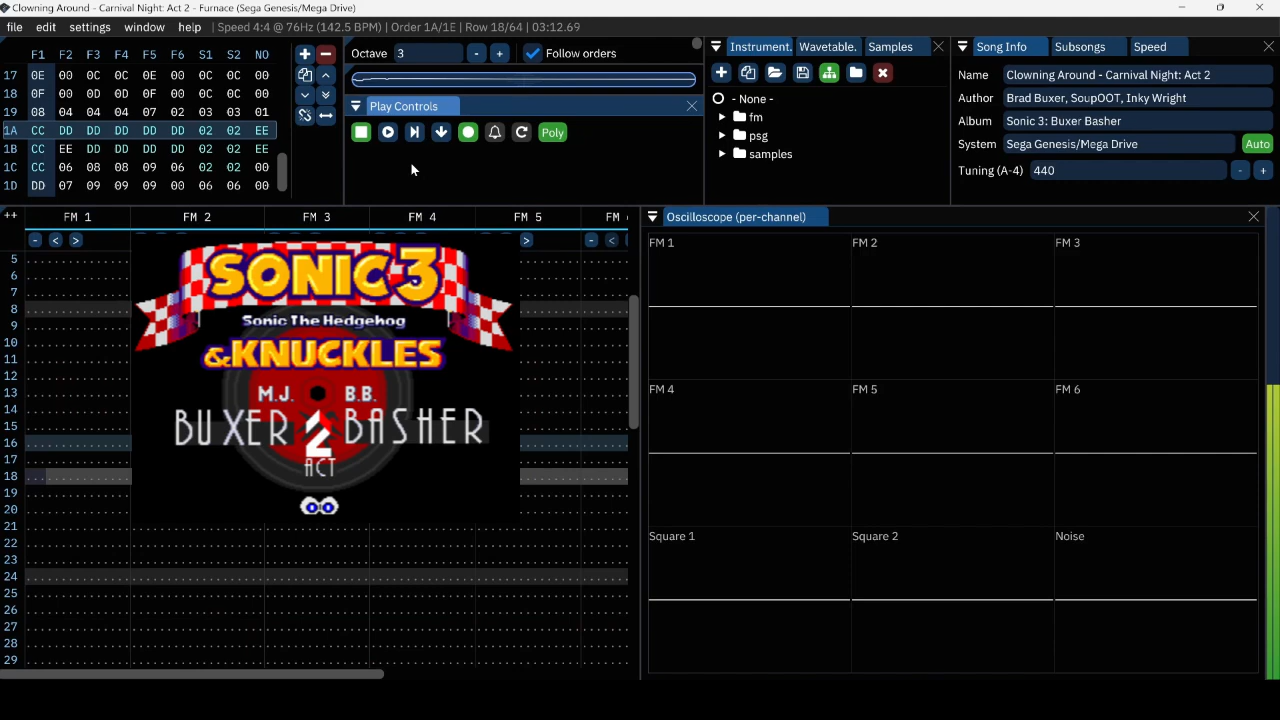 Clowning Around - Carnival Night: Act 2 - Furnace (Sega Genesis/Mega Drive)
file edit settings window help | Speed 4:4 @ 76Hz (142.5 BPM) | Order 1A/1E | Row 18/64 | 03:12.69
F1 F2 F3 F4 F5 F6 S1 S2 NO
17 0E 00 0C 0C 0E 00 0C 0C 00
18 0F 00 0D 0D 0F 00 0C 0C 00
19 08 04 04 07 02 03 03 01
1A CC DD DD DD DD DD 02 02 EE
1B CC EE DD DD DD DD 02 02 EE
1C CC 06 08 08 09 06 02 02 00
1D DD 07 09 09 09 00 06 06 00
Octave 3 - + Follow orders
Play Controls
Poly
Instrument. Wavetable. Samples
- None -
fm
psg
samples
Song Info Subsongs Speed
Name Clowning Around - Carnival Night: Act 2
Author Brad Buxer, SoupOOT, Inky Wright
Album Sonic 3: Buxer Basher
System Sega Genesis/Mega Drive Auto
Tuning (A-4) 440 - +
++ FM 1 FM 2 FM 3 FM 4 FM 5 FM
- < > > - <
5
6
7
8
9
10
11
12
13
14
15
16
17
18
19
20
21
22
23
24
25
26
27
28
29
SONIC 3
Sonic The Hedgehog
&KNUCKLES
M.J. B.B.
BUXER BASHER
2
ACT
Oscilloscope (per-channel)
FM 1 FM 2 FM 3
FM 4 FM 5 FM 6
Square 1 Square 2 Noise